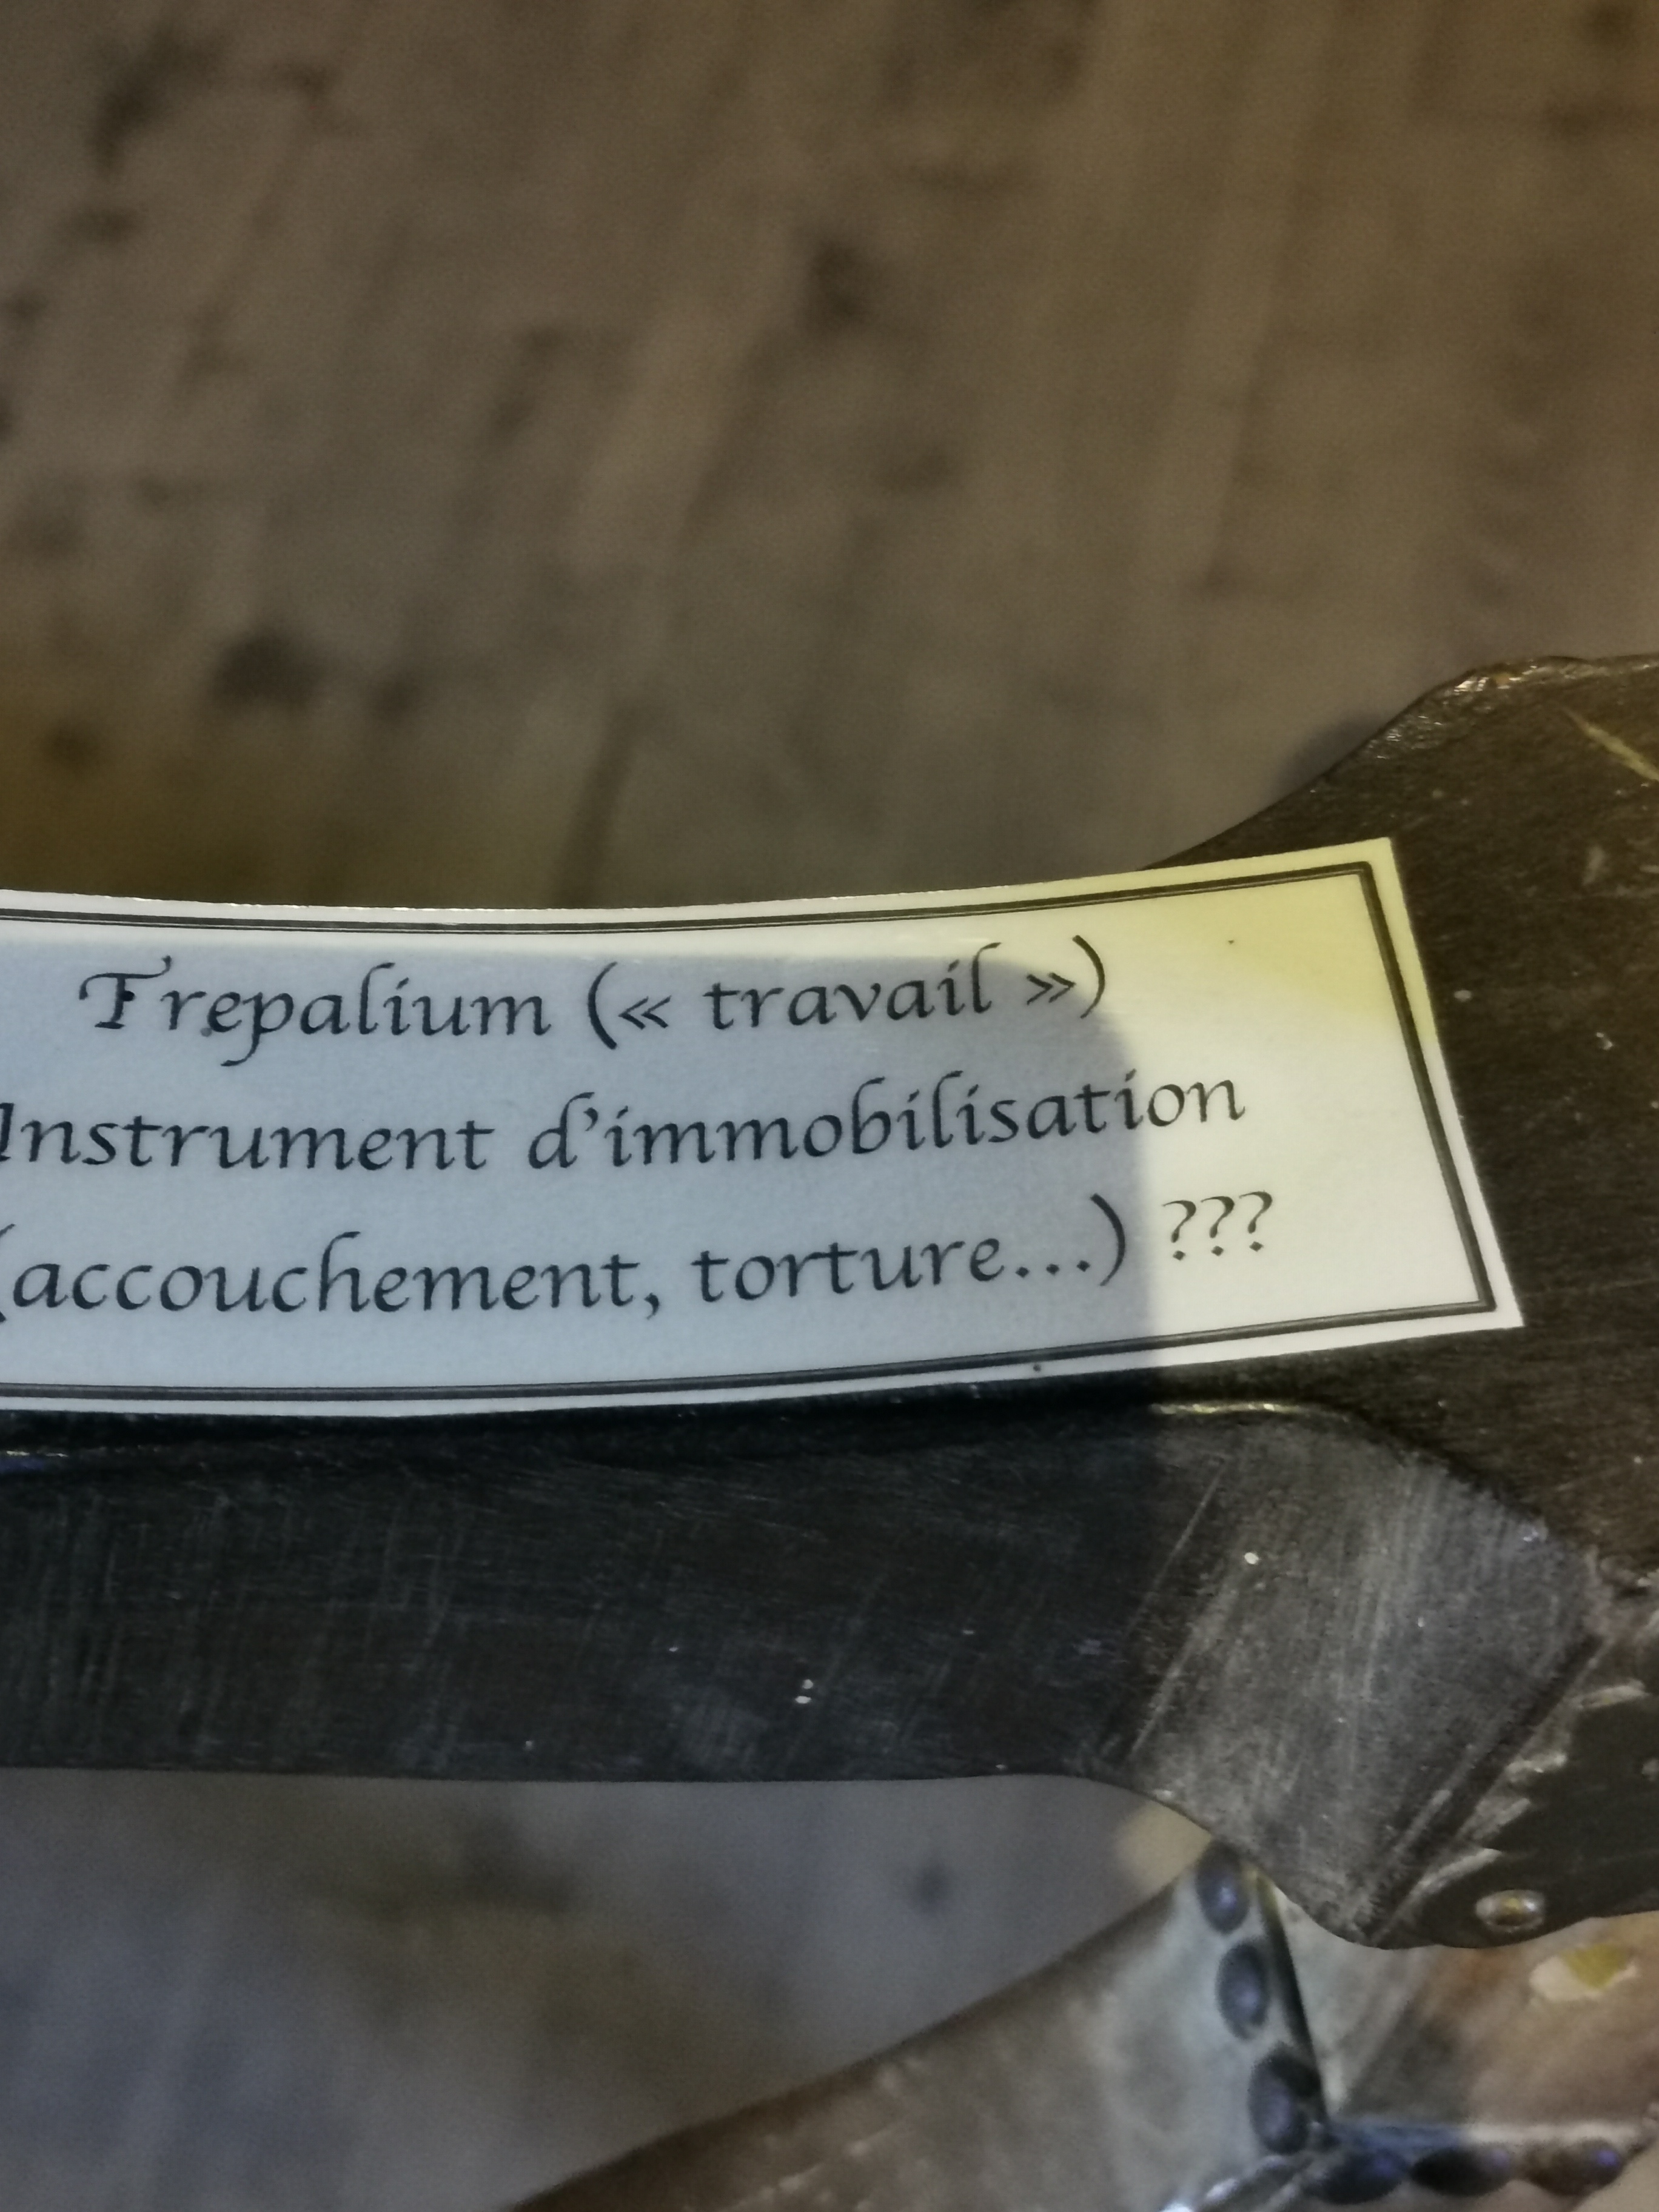 Trepalium (« travail »)
Instrument d'immobilisation
(accouchement, torture...) ???